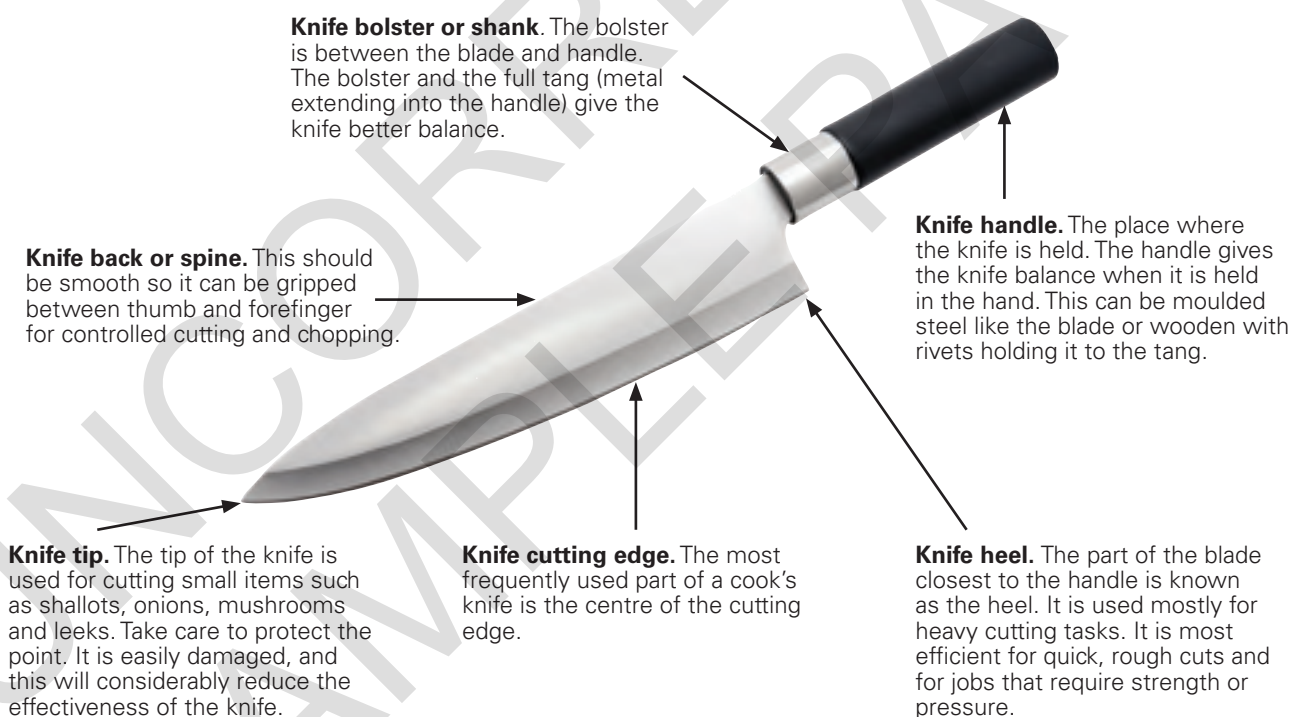 Knife bolster or shank. The bolster
is between the blade and handle.
The bolster and the full tang (metal
extending into the handle) give the
knife better balance.
Knife handle. The place where
the knife is held. The handle gives
the knife balance when it is held
in the hand. This can be moulded
steel like the blade or wooden with
rivets holding it to the tang.
Knife back or spine. This should
be smooth so it can be gripped
between thumb and forefinger
for controlled cutting and chopping.
Knife tip. The tip of the knife is
used for cutting small items such
as shallots, onions, mushrooms
and leeks. Take care to protect the
point. It is easily damaged, and
this will considerably reduce the
effectiveness of the knife.
Knife cutting edge. The most
frequently used part of a cook's
knife is the centre of the cutting
edge.
Knife heel. The part of the blade
closest to the handle is known
as the heel. It is used mostly for
heavy cutting tasks. It is most
efficient for quick, rough cuts and
for jobs that require strength or
pressure.
UNCORRE
AMPLE PA